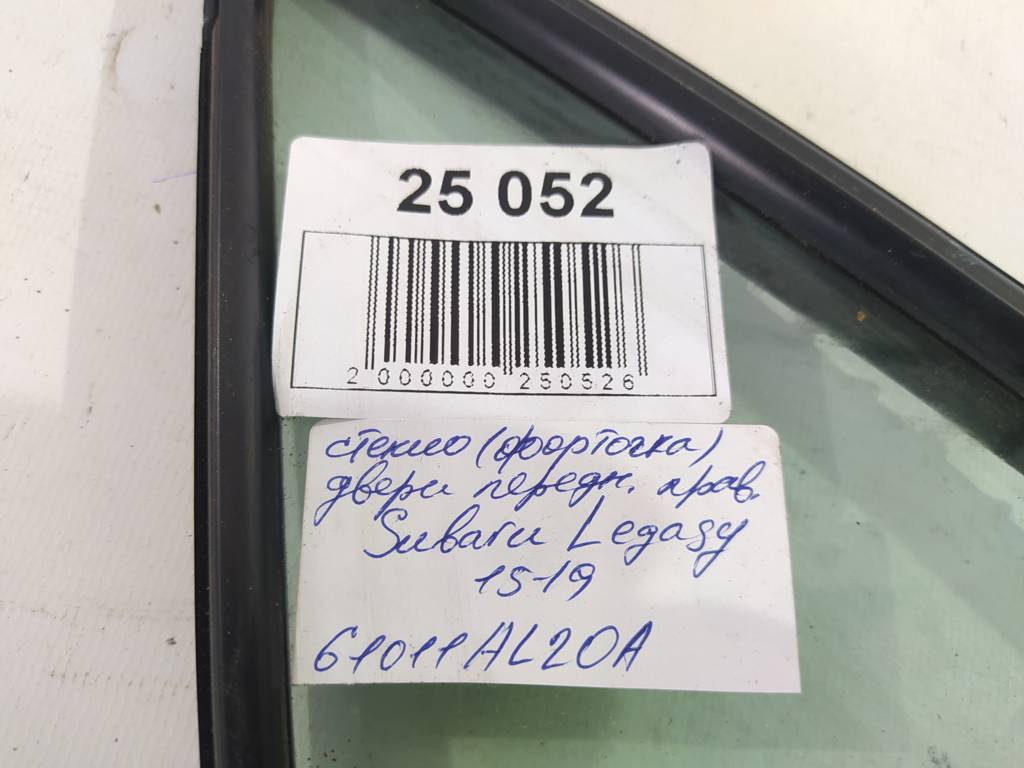 25 052
2 000000 250526
стекло (форточка)
двери передн. прав.
Subaru Legasy
15-19
61011AL20A